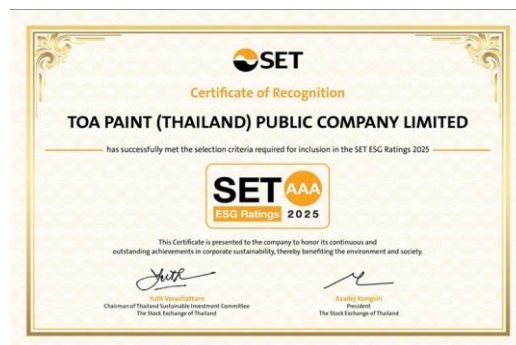 SET
Certificate of Recognition
TOA PAINT (THAILAND) PUBLIC COMPANY LIMITED
has successfully met the selection criteria required for inclusion in the SET ESG Ratings 2025
SET AAA
ESG Ratings 2025
This Certificate is presented to the company to honor its continuous and
outstanding achievements in corporate sustainability, thereby benefiting the environment and society.
Yuth Vorachattarn Asadej Kongsiri
Chairman of Thailand Sustainable Investment Committee President
The Stock Exchange of Thailand The Stock Exchange of Thailand